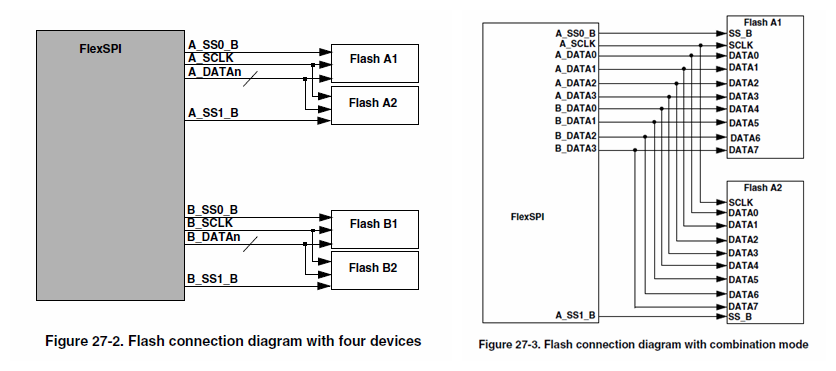 FlexSPI
A_SS0_B
A_SCLK
A_DATAn
Flash A1
Flash A2
A_SS1_B
B_SS0_B
B_SCLK
B_DATAn
Flash B1
Flash B2
B_SS1_B
Figure 27-2. Flash connection diagram with four devices
Flash A1
A_SS0_B
SS_B
A_SCLK
SCLK
A_DATA0
DATA0
A_DATA1
DATA1
A_DATA2
DATA2
A_DATA3
DATA3
B_DATA0
DATA4
B_DATA1
DATA5
B_DATA2
DATA6
B_DATA3
DATA7
Flash A2
SCLK
DATA0
FlexSPI
DATA1
DATA2
DATA3
DATA4
DATA5
DATA6
DATA7
A_SS1_B
SS_B
Figure 27-3. Flash connection diagram with combination mode